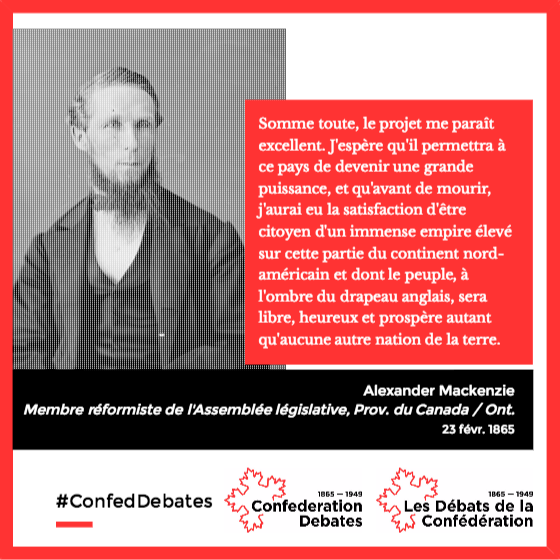 Somme toute, le projet me paraît
excellent. J'espère qu'il permettra à
ce pays de devenir une grande
puissance, et qu'avant de mourir,
j'aurai eu la satisfaction d'être
citoyen d'un immense empire élevé
sur cette partie du continent nord-
américain et dont le peuple, à
l'ombre du drapeau anglais, sera
libre, heureux et prospère autant
qu'aucune autre nation de la terre.
Alexander Mackenzie
Membre réformiste de l'Assemblée législative, Prov. du Canada / Ont.
23 févr. 1865
#ConfedDebates
1865 — 1949
Confederation
Debates
1865 — 1949
Les Débats de la
Confédération